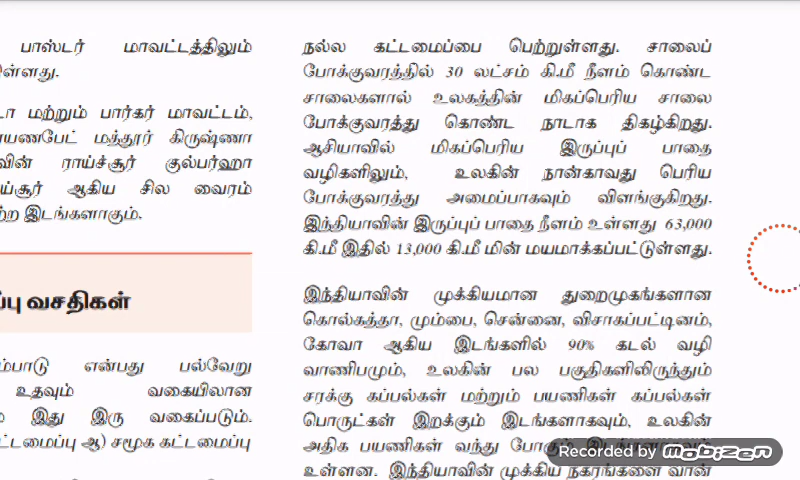 பாஸ்டர் மாவட்டத்திலும்
மற்றும் பார்கர் மாவட்டம்,
மத்தூர் கிருஷ்ணா
ராய்ச்சூர் குல்பர்ஹா
ஆகிய சில வைரம்
இடங்களாகும்.
வசதிகள்
என்பது பல்வேறு
உதவும் வகையிலான
இது இரு வகைப்படும்.
ஆ) சமூக கட்டமைப்பு
நல்ல கட்டமைப்பை பெற்றுள்ளது. சாலைப்
போக்குவரத்தில் 30 லட்சம் கி.மீ நீளம் கொண்ட
சாலைகளால் உலகத்தின் மிகப்பெரிய சாலை
போக்குவரத்து கொண்ட நாடாக திகழ்கிறது.
ஆசியாவில் மிகப்பெரிய இருப்புப் பாதை
வழிகளிலும், உலகின் நான்காவது பெரிய
போக்குவரத்து அமைப்பாகவும் விளங்குகிறது.
இந்தியாவின் இருப்புப் பாதை நீளம் உள்ளது 63,000
கி.மீ இதில் 13,000 கி.மீ மின் மயமாக்கப்பட்டுள்ளது.
இந்தியாவின் முக்கியமான துறைமுகங்களான
கொல்கத்தா, மும்பை, சென்னை, விசாகப்பட்டினம்,
கோவா ஆகிய இடங்களில் 90% கடல் வழி
வாணிபமும், உலகின் பல பகுதிகளிலிருந்தும்
சரக்கு கப்பல்கள் மற்றும் பயணிகள் கப்பல்கள்
பொருட்கள் இறக்கும் இடங்களாகவும், உலகின்
அதிக பயணிகள் வந்து போகும்
உள்ளன. இந்தியாவின் முக்கிய நகரங்களை வான்
Recorded by mobizen